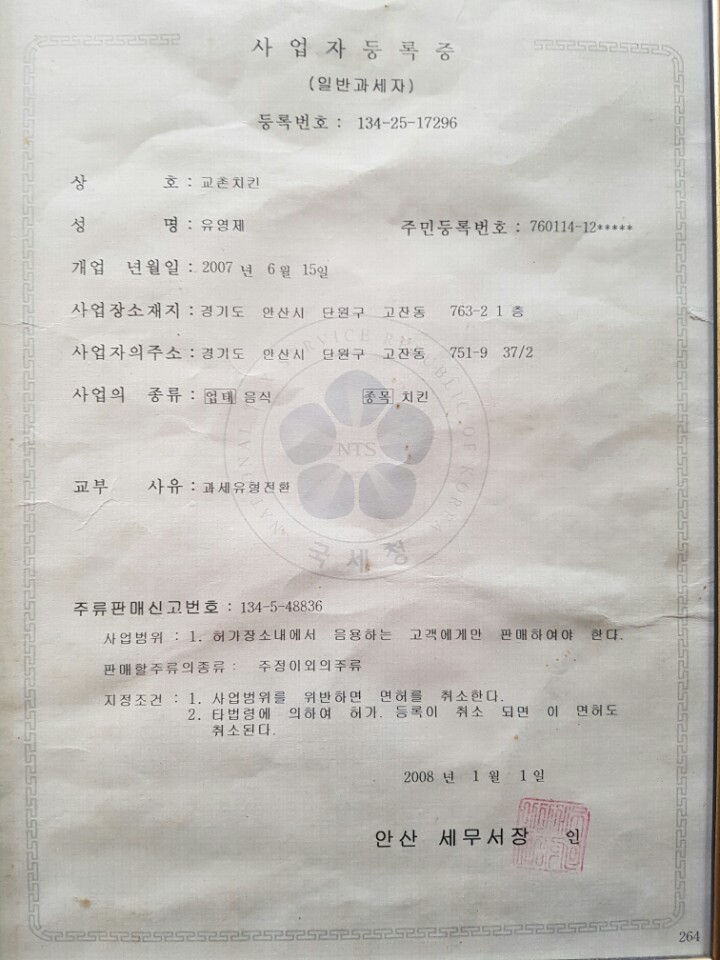 사업자등록증
(일반과세자)
등록번호 : 134-25-17296
상 호 : 교촌치킨
성 명 : 유영재 주민등록번호 : 760114-12*****
개업 년월일 : 2007 년 6 월 15일
사업장소재지 : 경기도 안산시 단원구 고잔동 763-2 1 층
사업자의주소 : 경기도 안산시 단원구 고잔동 751-9 37/2
사업의 종류 : 업태 음식 종목 치킨
NATIONAL TAX SERVICE REPUBLIC OF KOREA
NTS
국세청
교부 사유 : 과세유형전환
주류판매신고번호 : 134-5-48836
사업범위 : 1. 허가장소내에서 음용하는 고객에게만 판매하여야 한다.
판매할주류의종류 : 주정이외의주류
지정조건 : 1. 사업범위를 위반하면 면허를 취소한다.
2. 타법령에 의하여 허가. 등록이 취소 되면 이 면허도
취소된다.
2008 년 1 월 1 일
안산 세무서장 인
264